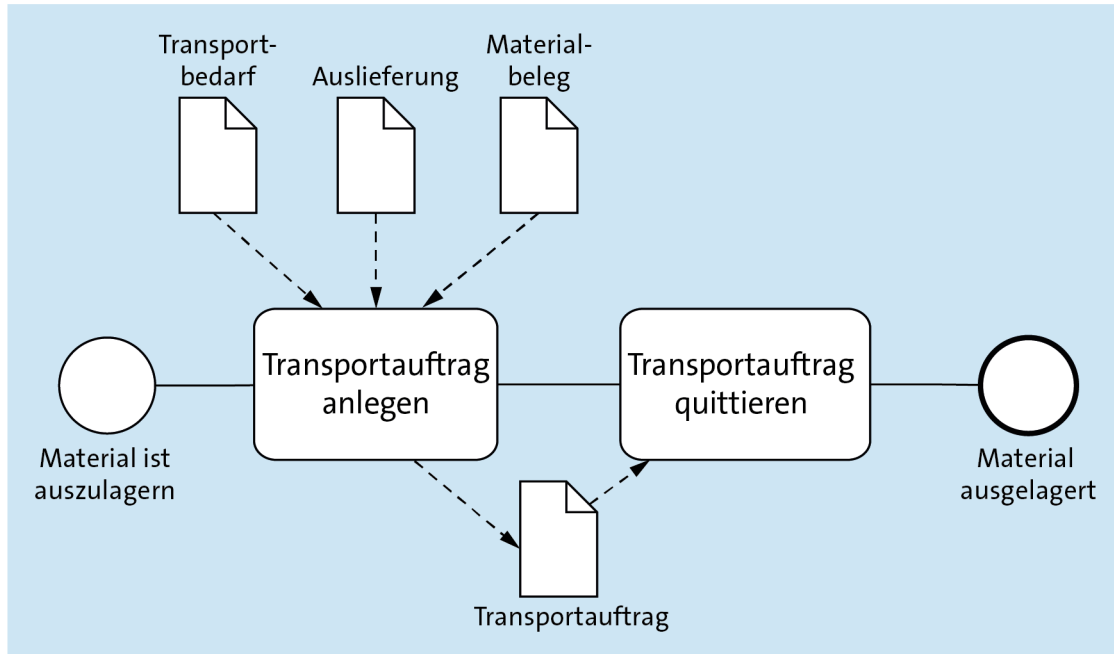 Transport-
bedarf
Auslieferung
Material-
beleg
Transportauftrag
anlegen
Transportauftrag
quittieren
Material ist
auszulagern
Material
ausgelagert
Transportauftrag